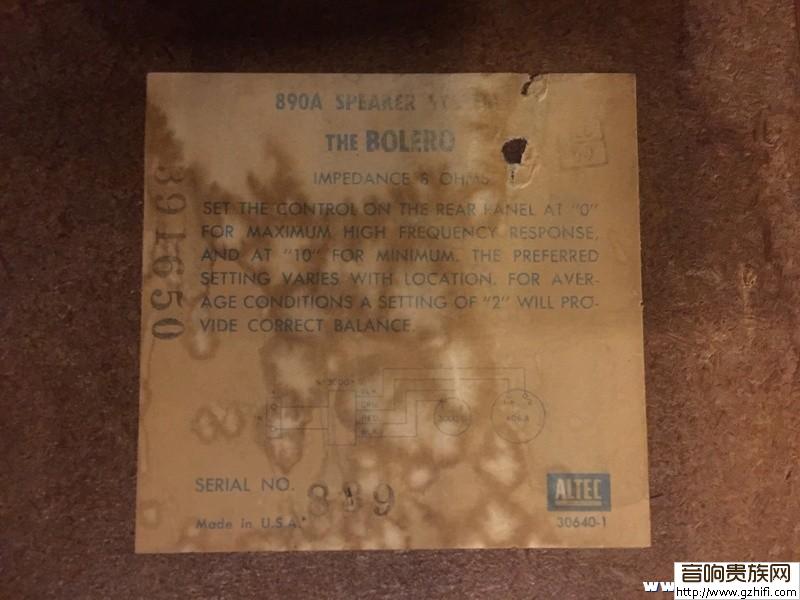 890A SPEAKER SYSTEM
THE BOLERO
IMPEDANCE 8 OHMS
SET THE CONTROL ON THE REAR PANEL AT "0"
FOR MAXIMUM HIGH FREQUENCY RESPONSE,
AND AT "10" FOR MINIMUM. THE PREFERRED
SETTING VARIES WITH LOCATION. FOR AVER-
AGE CONDITIONS A SETTING OF "2" WILL PRO-
VIDE CORRECT BALANCE.
391650
SERIAL NO. 889
Made in U.S.A.
ALTEC
30640-1
音响贵族网
http://www.gzhifi.com